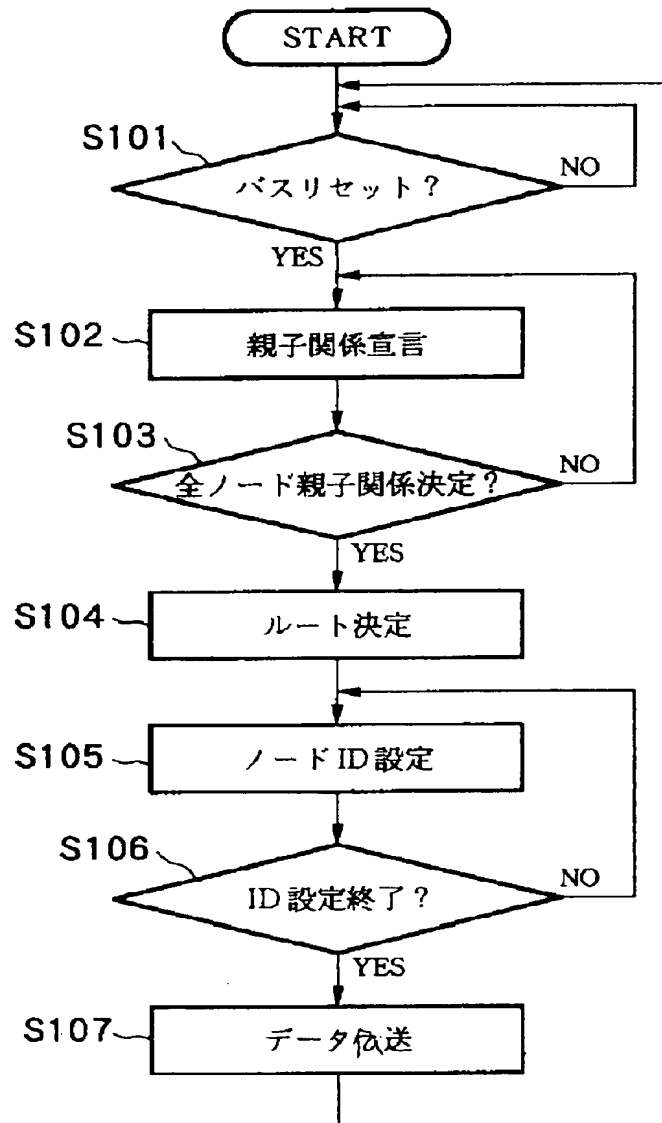 START
S101
バスリセット？
NO
YES
S102
親子関係宣言
S103
全ノード親子関係決定？
NO
YES
S104
ルート決定
S105
ノードID設定
S106
ID設定終了？
NO
YES
S107
データ伝送